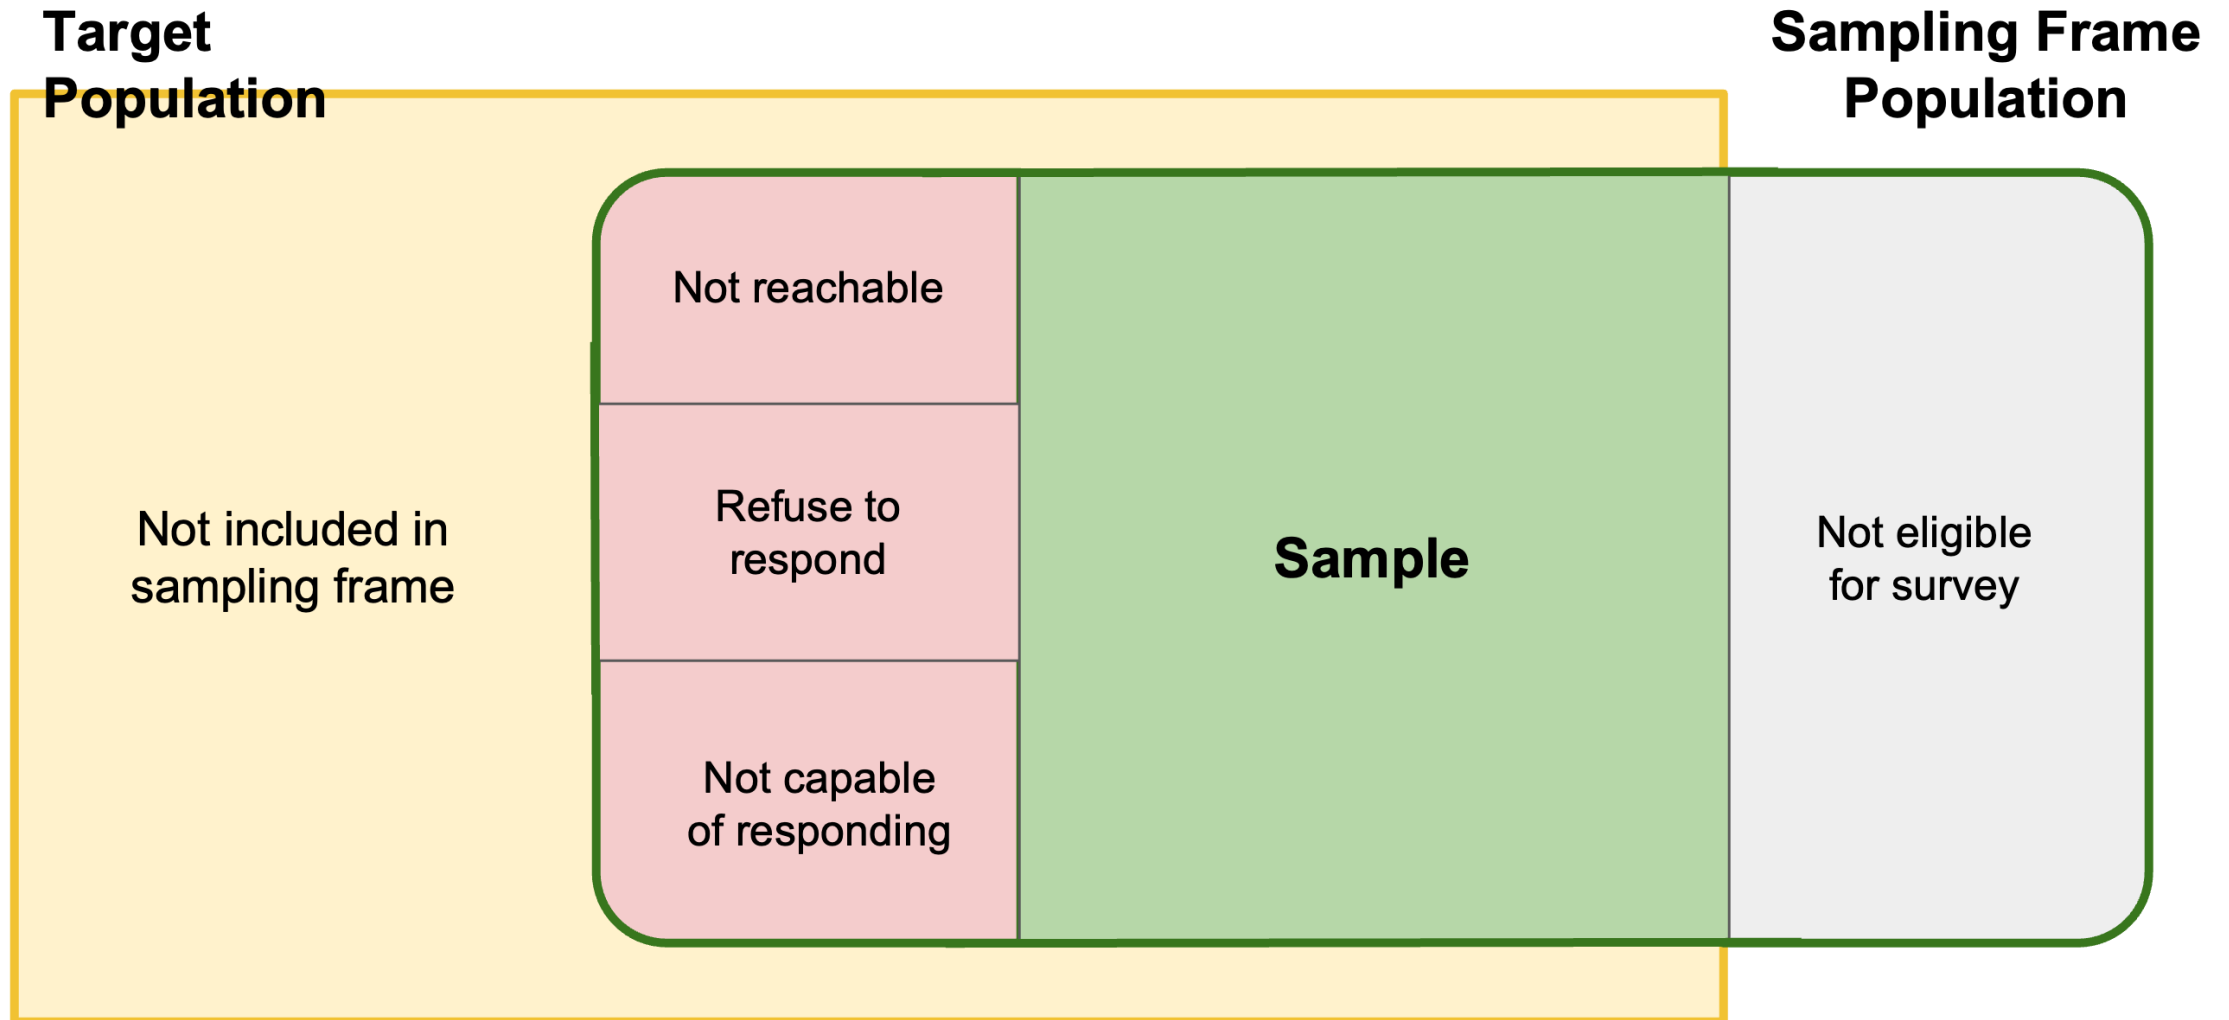 Target
Population
Sampling Frame
Population
Not reachable
Refuse to
respond
Not capable
of responding
Not included in
sampling frame
Sample
Not eligible
for survey